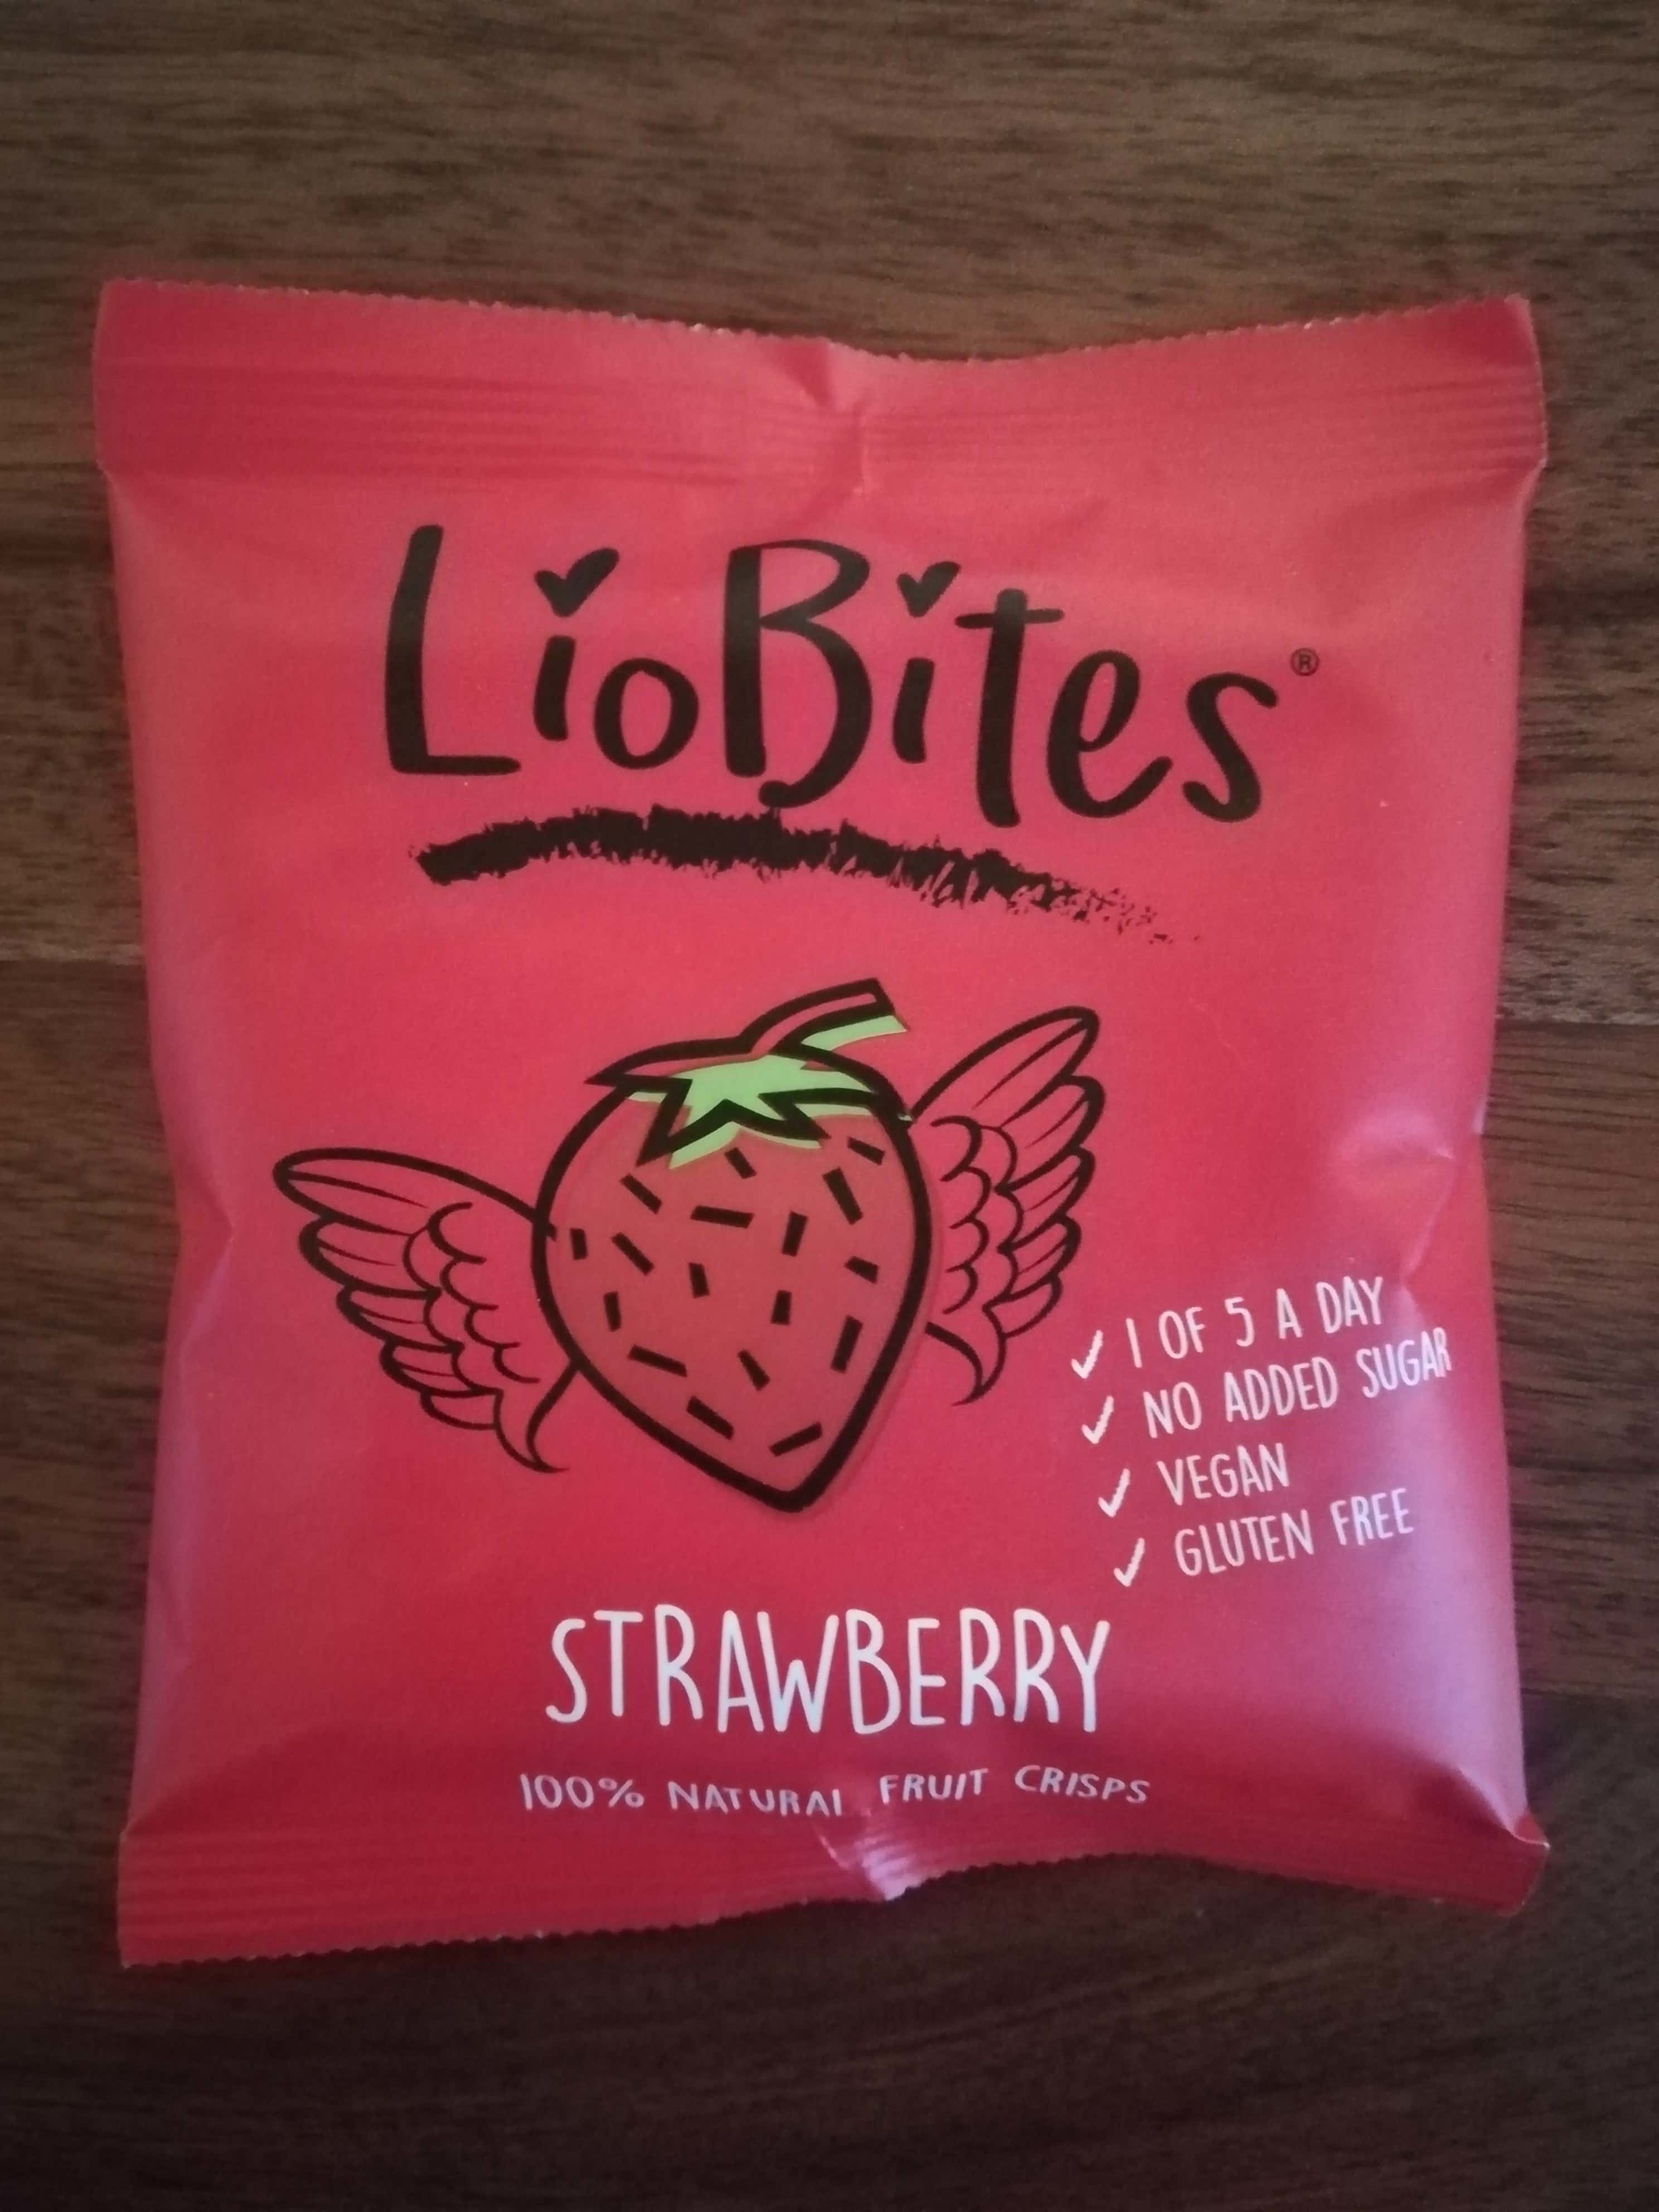 LioBites®
✓ 1 OF 5 A DAY
✓ NO ADDED SUGAR
✓ VEGAN
✓ GLUTEN FREE
STRAWBERRY
100% NATURAL FRUIT CRISPS